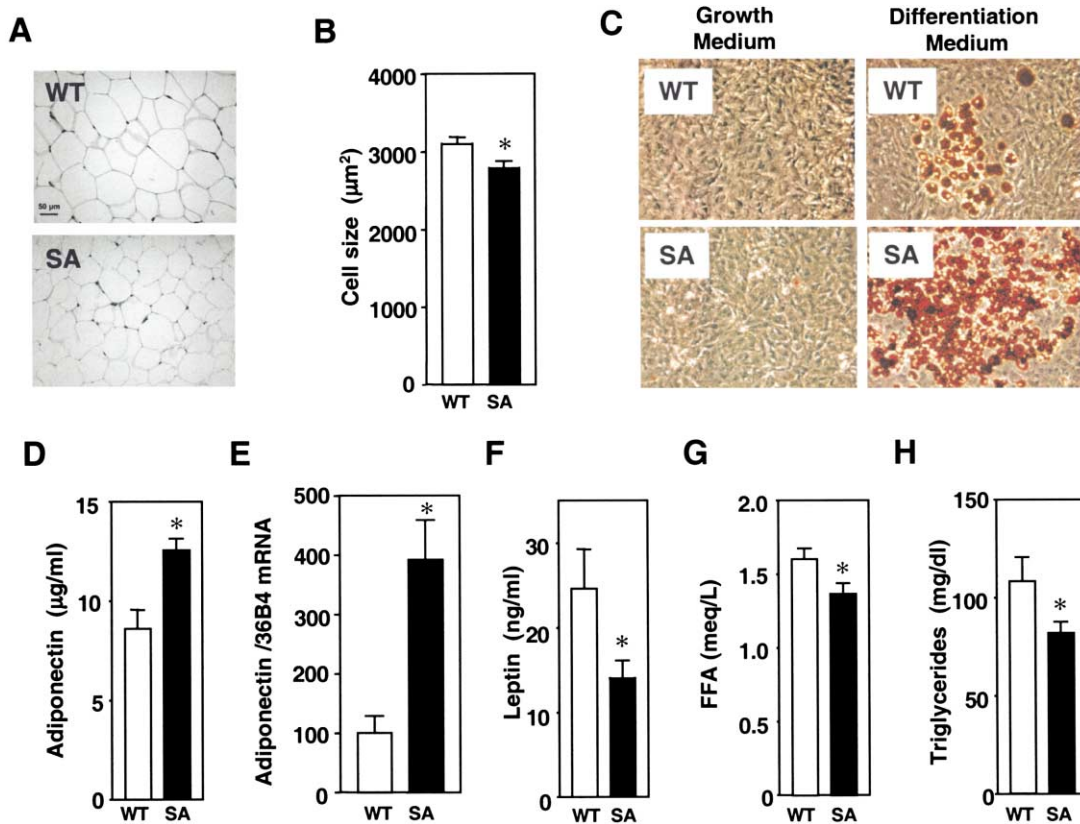 A
WT
50 μm
SA
B
4000
3000
2000
1000
0
Cell size (μm²)
*
WT SA
C
Growth Medium
Differentiation Medium
WT
WT
SA
SA
D
15
10
5
0
Adiponectin (μg/ml)
*
WT SA
E
500
400
300
200
100
0
Adiponectin /36B4 mRNA
*
WT SA
F
30
20
10
0
Leptin (ng/ml)
*
WT SA
G
2.0
1.5
1.0
0.5
0
FFA (meq/L)
*
WT SA
H
150
100
50
0
Triglycerides (mg/dl)
*
WT SA